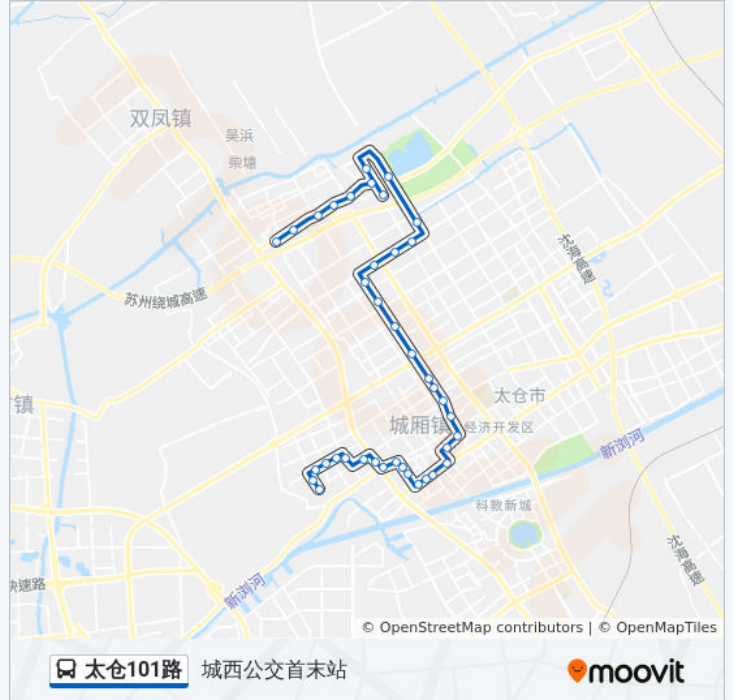 双凤镇
吴浜
柴塘
沈海高速
苏州绕城高速
镇
太仓市
城厢镇
经济开发区
新浏河
科教新城
沈海高速
快速路
新浏河
© OpenStreetMap contributors | © OpenMapTiles
太仓101路 城西公交首末站
moovit